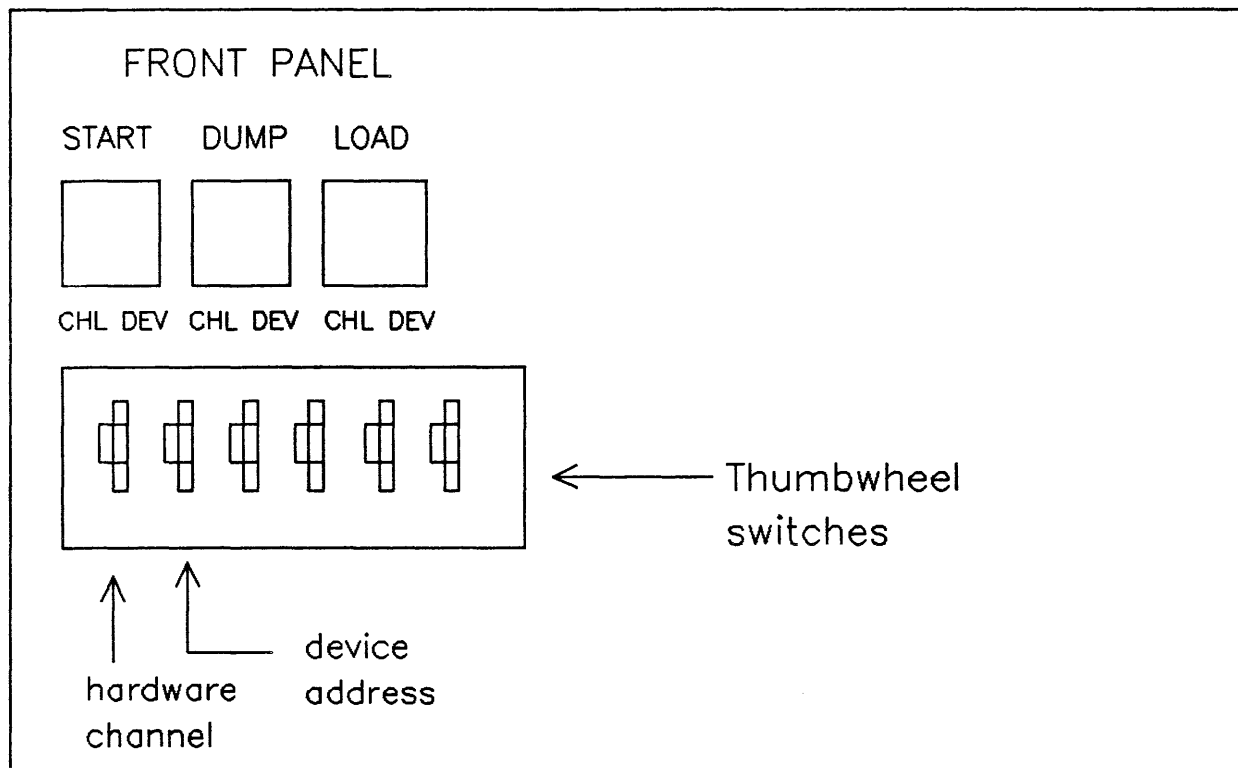 FRONT PANEL
START DUMP LOAD
CHL DEV CHL DEV CHL DEV
Thumbwheel
switches
device
address
hardware
channel